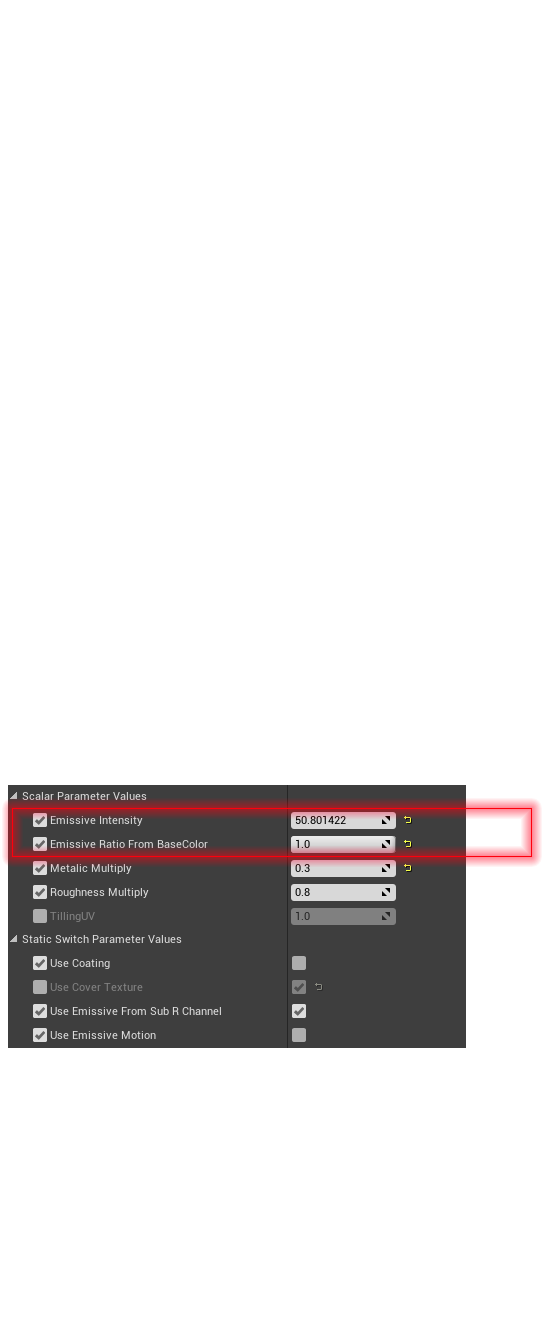 Scalar Parameter Values
Emissive Intensity 50.801422
Emissive Ratio From BaseColor 1.0
Metalic Multiply 0.3
Roughness Multiply 0.8
TillingUV 1.0
Static Switch Parameter Values
Use Coating
Use Cover Texture
Use Emissive From Sub R Channel
Use Emissive Motion